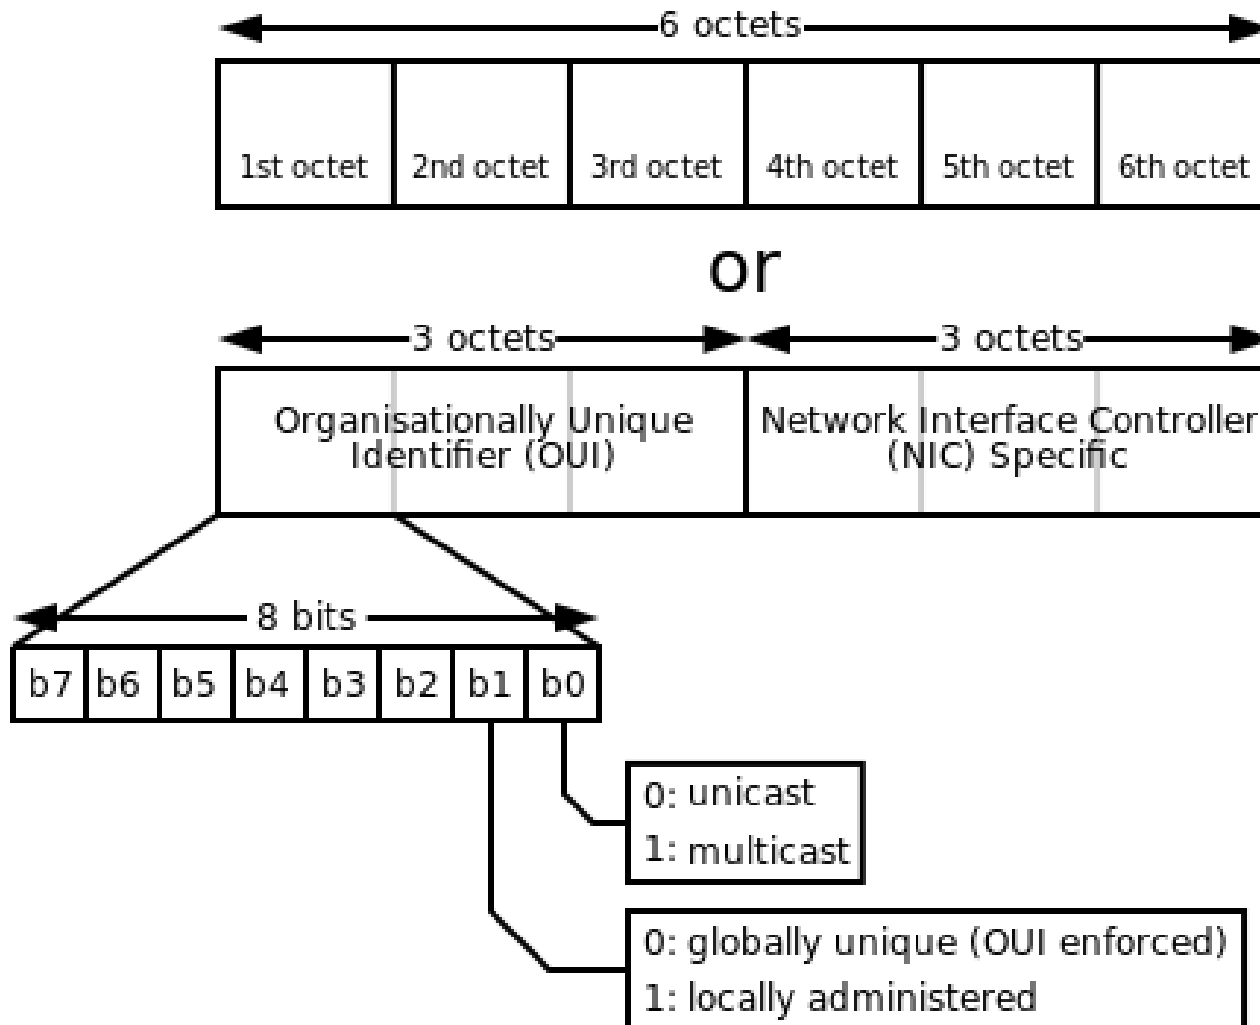 6 octets
1st octet 2nd octet 3rd octet 4th octet 5th octet 6th octet
or
3 octets 3 octets
Organisationally Unique
Identifier (OUI)
Network Interface Controller
(NIC) Specific
8 bits
b7 b6 b5 b4 b3 b2 b1 b0
0: unicast
1: multicast
0: globally unique (OUI enforced)
1: locally administered